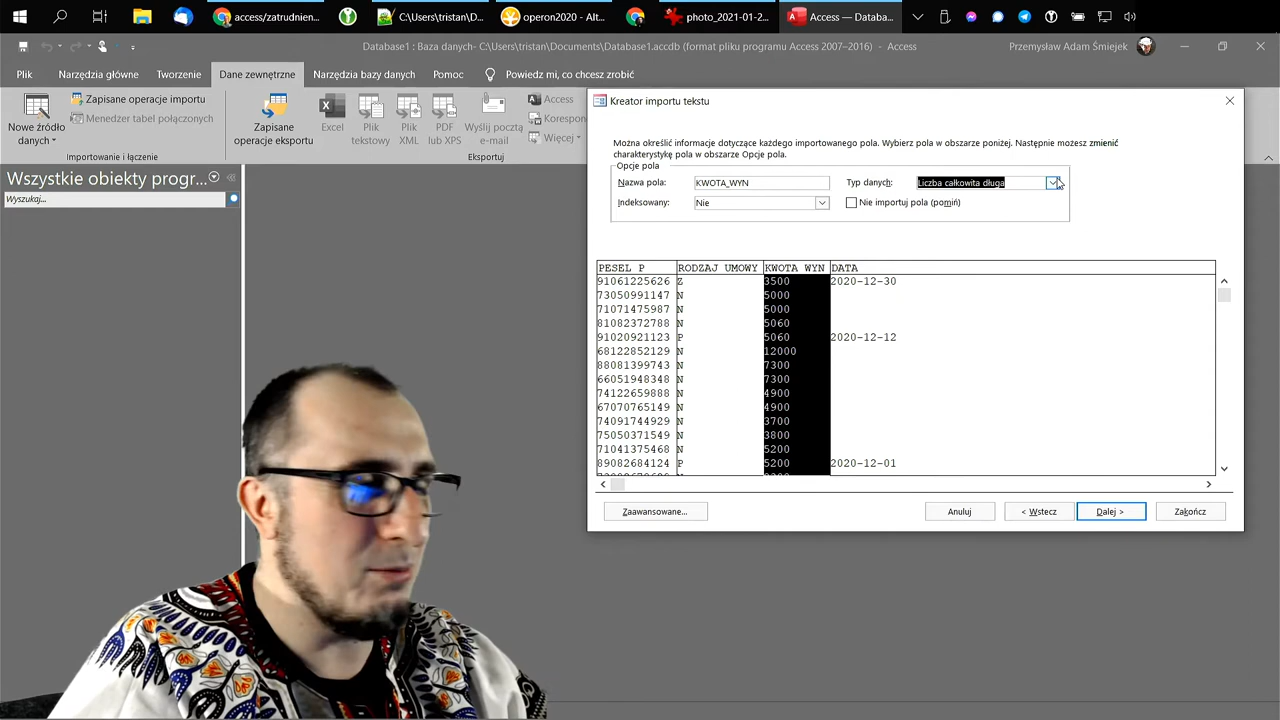 access/zatrudnien...
C:\Users\tristan\D...
operon2020 - Alt...
photo_2021-01-2...
Access — Databa...
Database1 : Baza danych- C:\Users\tristan\Documents\Database1.accdb (format pliku programu Access 2007–2016) - Access
Przemysław Adam Śmiejek
Plik
Narzędzia główne
Tworzenie
Dane zewnętrzne
Narzędzia bazy danych
Pomoc
Powiedz mi, co chcesz zrobić
Nowe źródło
danych
Zapisane operacje importu
Menedżer tabel połączonych
Importowanie i łączenie
Zapisane
operacje eksportu
Excel
Plik
tekstowy
Plik
XML
PDF
lub XPS
Wyślij pocztą
e-mail
Access
Korespon
Więcej
Eksportuj
Wszystkie obiekty progr...
Wyszukaj...
Kreator importu tekstu
Można określić informacje dotyczące każdego importowanego pola. Wybierz pola w obszarze poniżej. Następnie możesz zmienić
charakterystykę pola w obszarze Opcje pola.
Opcje pola
Nazwa pola: KWOTA_WYN Typ danych: Liczba całkowita długa
Indeksowany: Nie Nie importuj pola (pomiń)
PESEL P RODZAJ UMOWY KWOTA WYN DATA
91061225626 Z 3500 2020-12-30
73050991147 N 5000
71071475987 N 5000
81082372788 N 5060
91020921123 P 5060 2020-12-12
68122852129 N 12000
88081399743 N 7300
66051948348 N 7300
74122659888 N 4900
67070765149 N 4900
74091744929 N 3700
75050371549 N 3800
71041375468 N 5200
89082684124 P 5200 2020-12-01
Zaawansowane... Anuluj < Wstecz Dalej > Zakończ